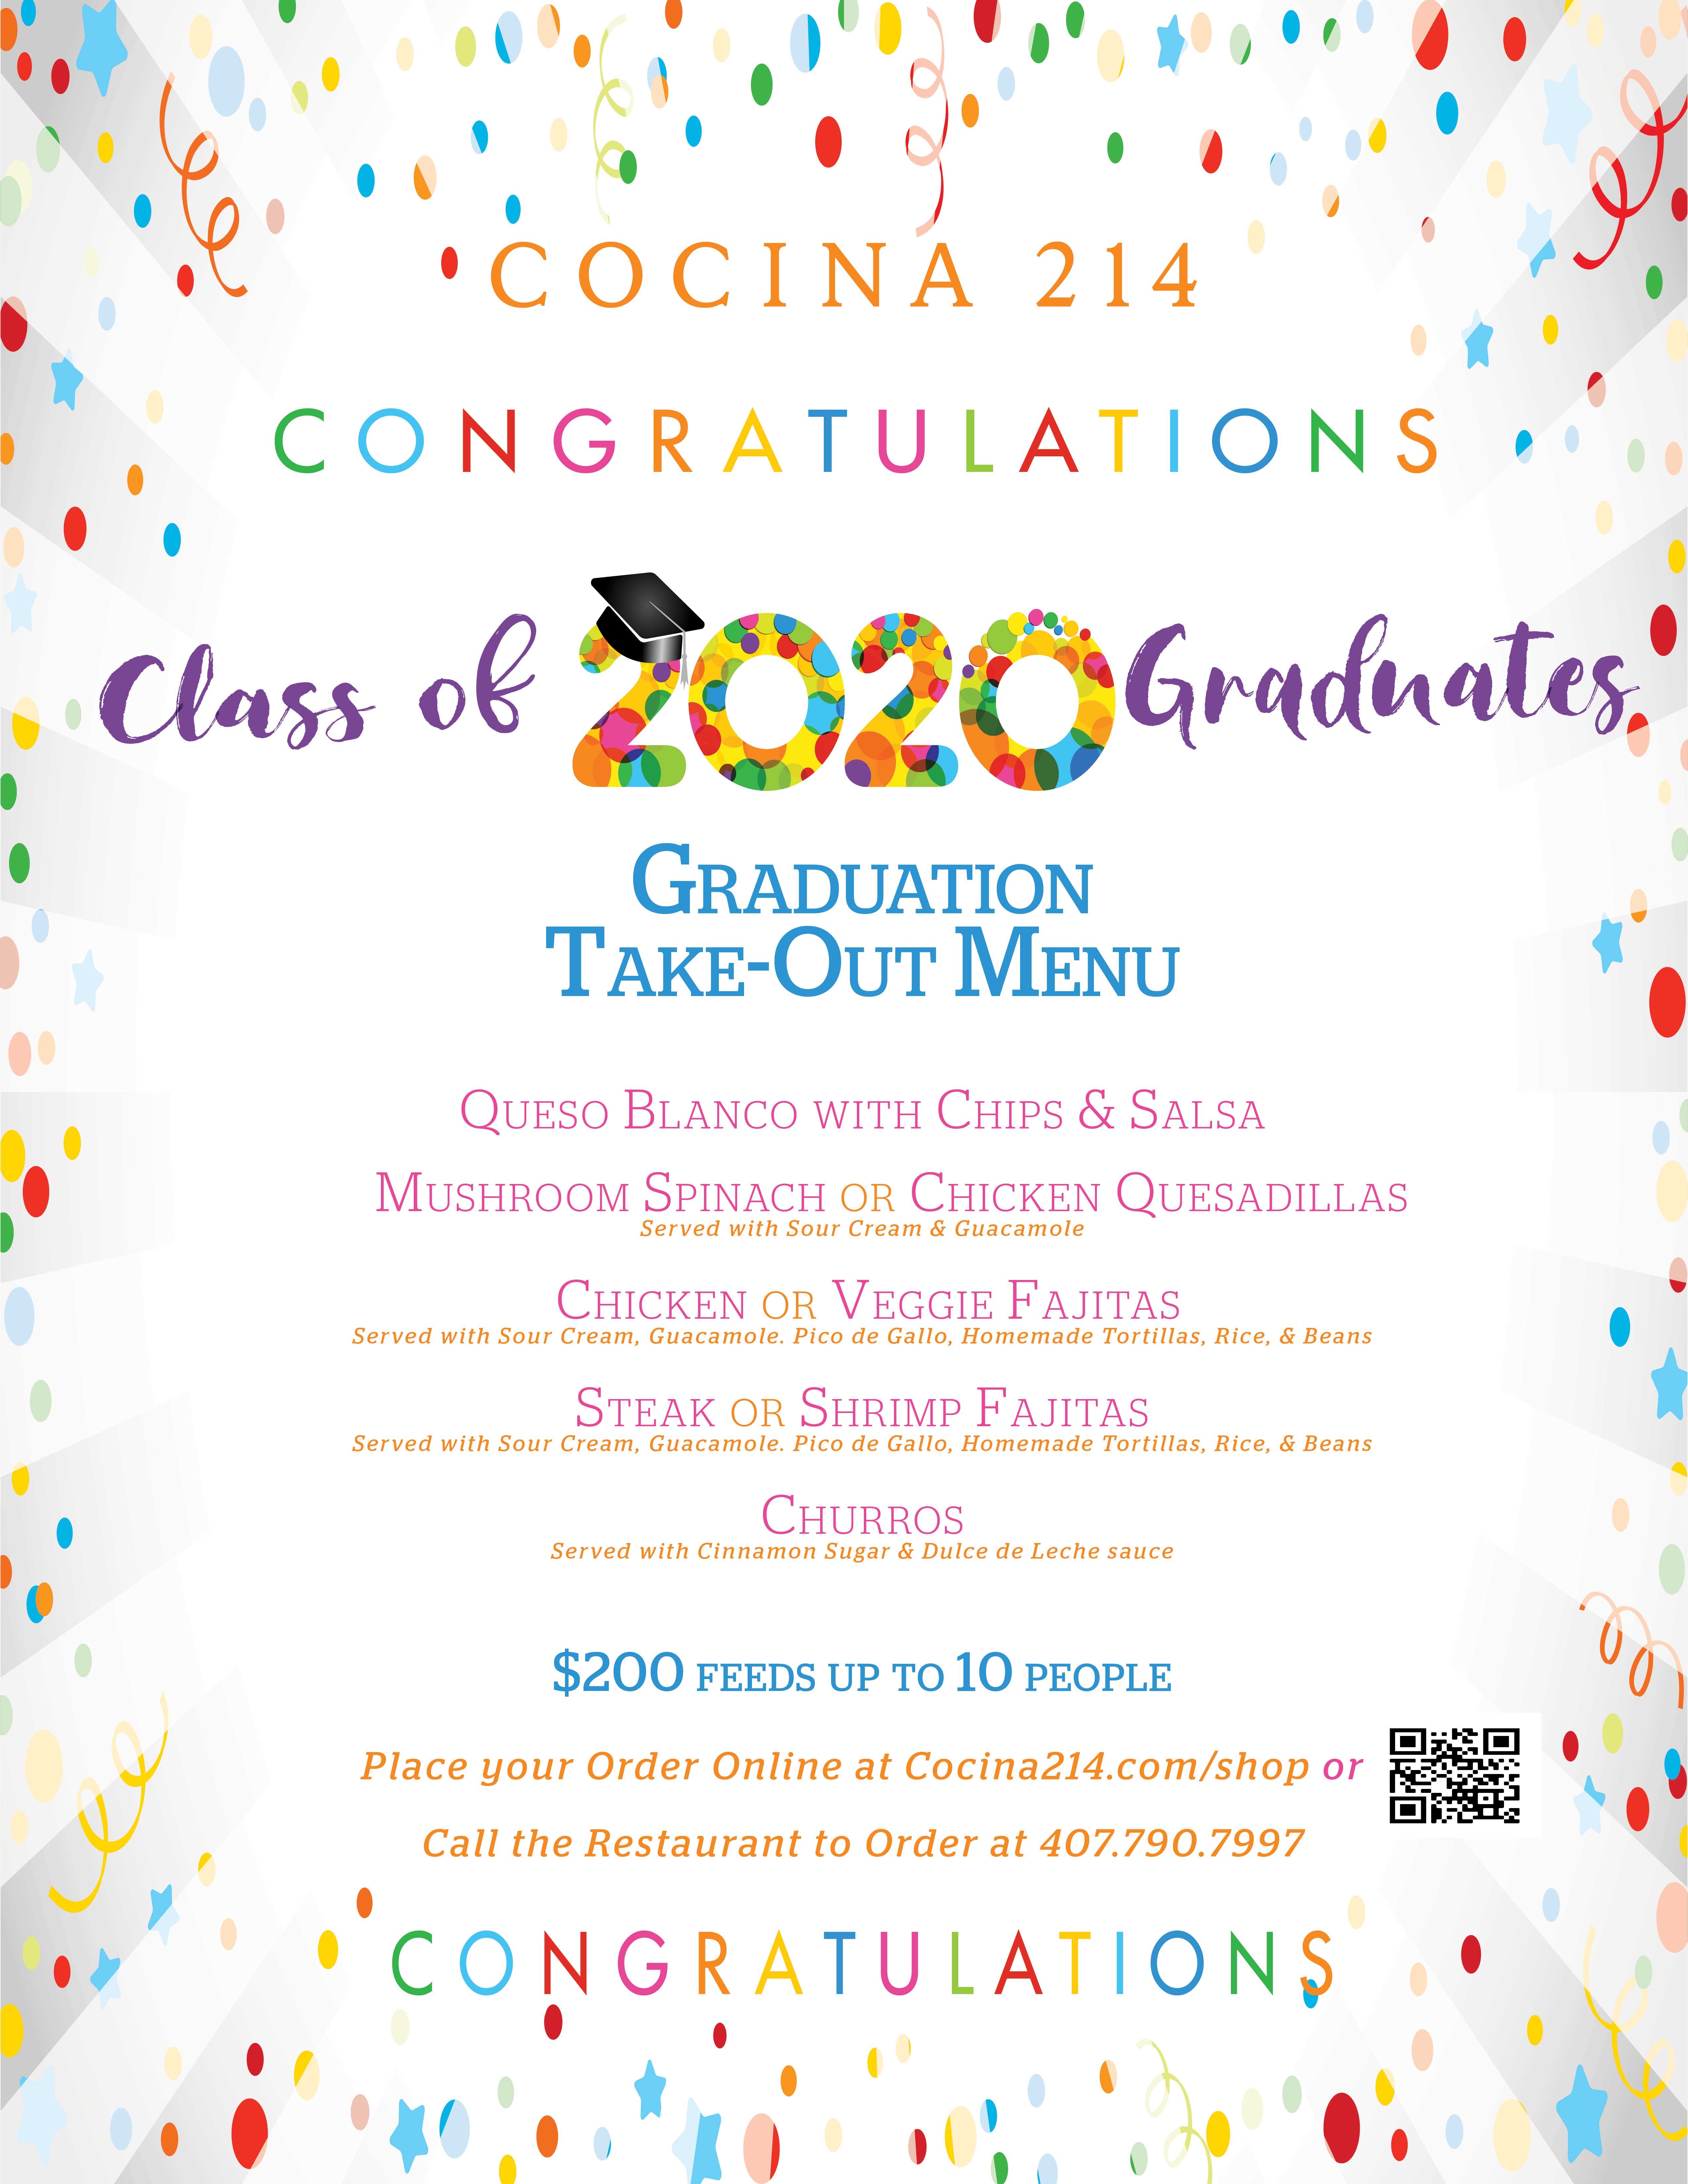 COCINA 214
CONGRATULATIONS
Class of 2020 Graduates
GRADUATION
TAKE-OUT MENU
QUESO BLANCO WITH CHIPS & SALSA
MUSHROOM SPINACH OR CHICKEN QUESADILLAS
Served with Sour Cream & Guacamole
CHICKEN OR VEGGIE FAJITAS
Served with Sour Cream, Guacamole. Pico de Gallo, Homemade Tortillas, Rice, & Beans
STEAK OR SHRIMP FAJITAS
Served with Sour Cream, Guacamole. Pico de Gallo, Homemade Tortillas, Rice, & Beans
CHURROS
Served with Cinnamon Sugar & Dulce de Leche sauce
$200 FEEDS UP TO 10 PEOPLE
Place your Order Online at Cocina214.com/shop or
Call the Restaurant to Order at 407.790.7997
CONGRATULATIONS